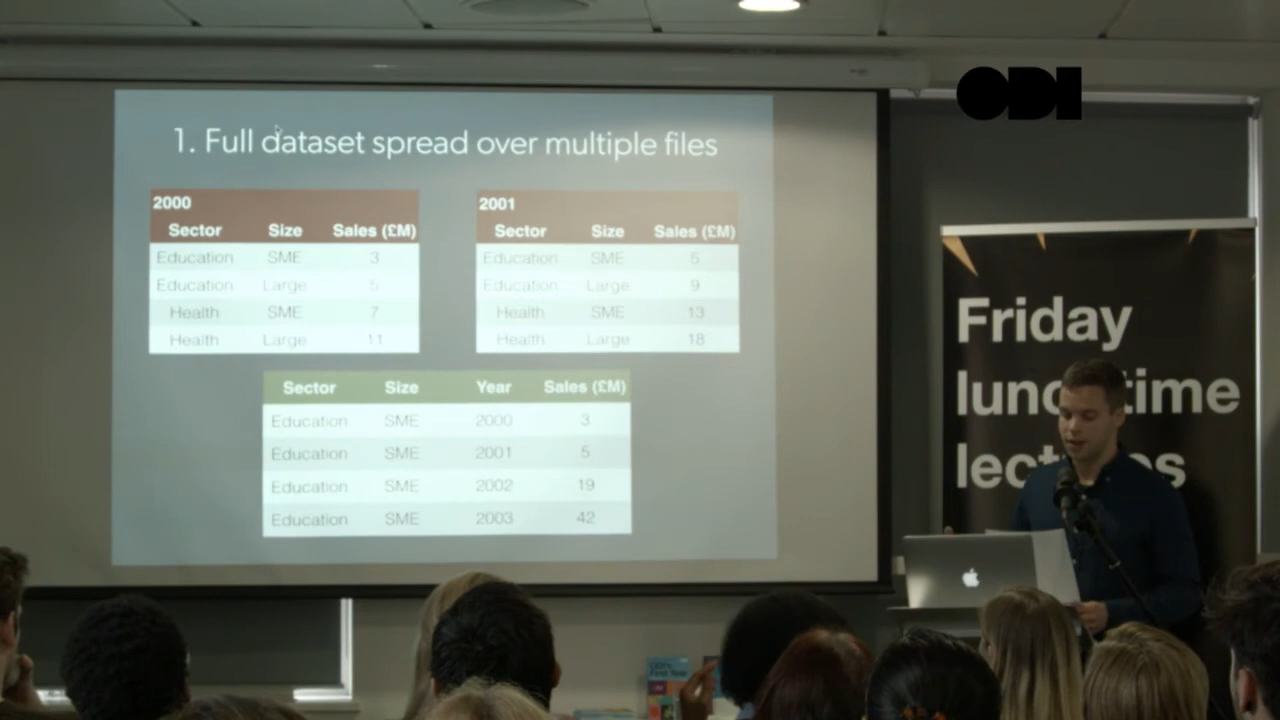 ODI
1. Full dataset spread over multiple files
2000
Sector Size Sales (£M)
Education SME 3
Education Large 5
Health SME 7
Health Large 11
2001
Sector Size Sales (£M)
Education SME 5
Education Large 9
Health SME 13
Health Large 18
Sector Size Year Sales (£M)
Education SME 2000 3
Education SME 2001 5
Education SME 2002 19
Education SME 2003 42
Friday
lunchtime
lectures